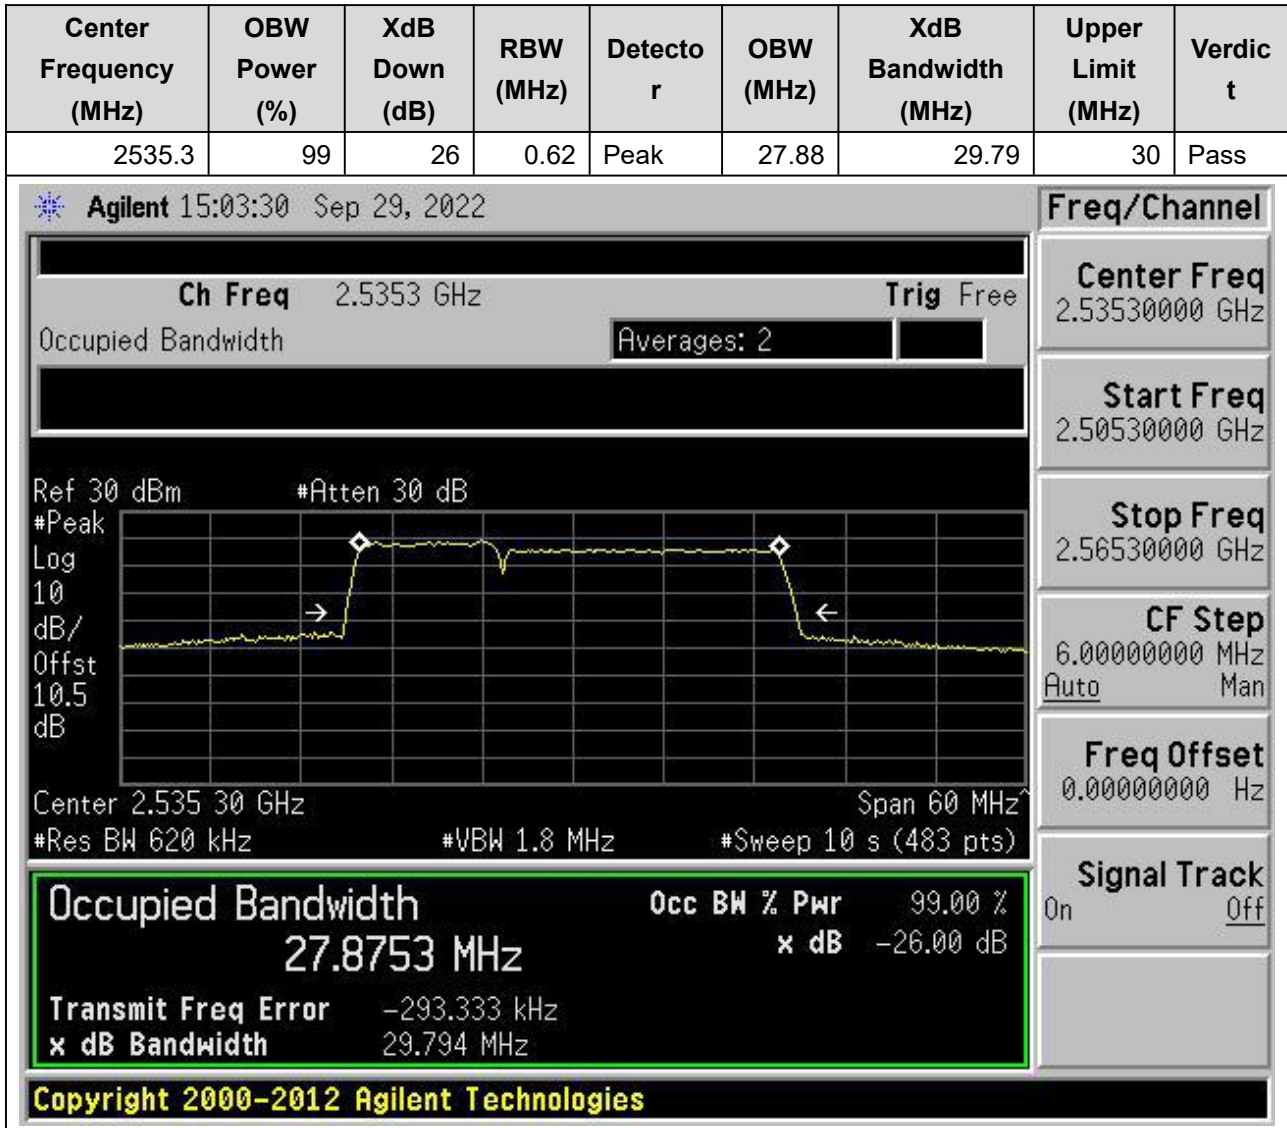 Center Frequency (MHz) OBW Power (%) XdB Down (dB) RBW (MHz) Detecto r OBW (MHz) XdB Bandwidth (MHz) Upper Limit (MHz) Verdic t
2535.3 99 26 0.62 Peak 27.88 29.79 30 Pass
Agilent 15:03:30 Sep 29, 2022
Freq/Channel
Ch Freq 2.5353 GHz Trig Free
Occupied Bandwidth Averages: 2
Center Freq
2.53530000 GHz
Start Freq
2.50530000 GHz
Stop Freq
2.56530000 GHz
CF Step
6.00000000 MHz
Auto Man
Freq Offset
0.00000000 Hz
Signal Track
On Off
Ref 30 dBm #Atten 30 dB
#Peak
Log
10
dB/
Offst
10.5
dB
Center 2.535 30 GHz Span 60 MHz^
#Res BW 620 kHz #VBW 1.8 MHz #Sweep 10 s (483 pts)
Occupied Bandwidth Occ BW % Pwr 99.00 %
27.8753 MHz x dB -26.00 dB
Transmit Freq Error -293.333 kHz
x dB Bandwidth 29.794 MHz
Copyright 2000-2012 Agilent Technologies